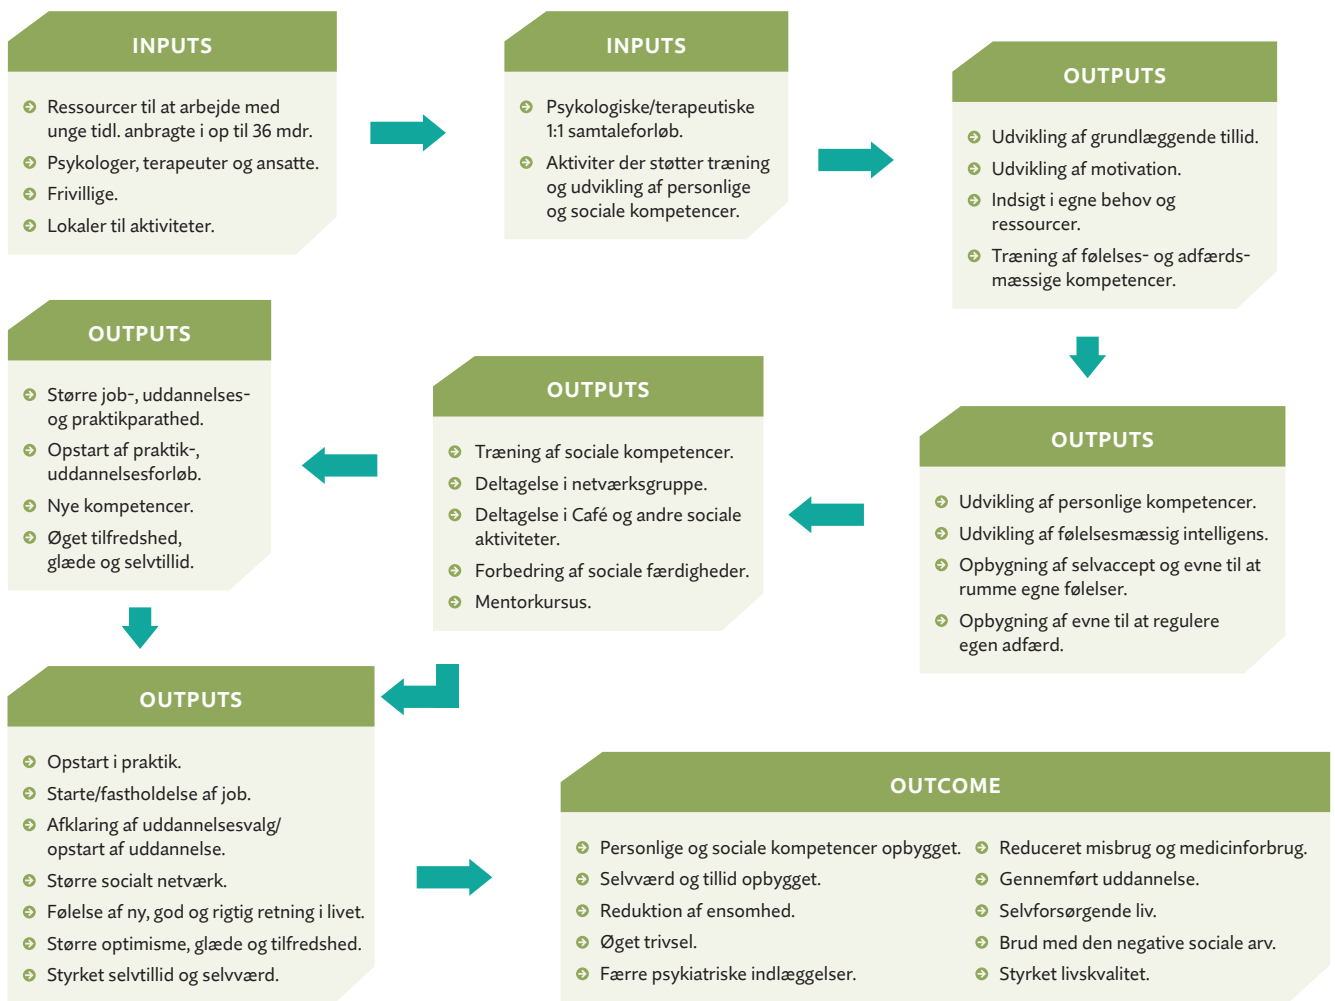 INPUTS
Ressourcer til at arbejde med
unge tidl. anbragte i op til 36 mdr.
Psykologer, terapeuter og ansatte.
Frivillige.
Lokaler til aktiviteter.
INPUTS
Psykologiske/terapeutiske
1:1 samtaleforløb.
Aktiviter der støtter træning
og udvikling af personlige
og sociale kompetencer.
OUTPUTS
Udvikling af grundlæggende tillid.
Udvikling af motivation.
Indsigt i egne behov og
ressourcer.
Træning af følelses- og adfærds-
mæssige kompetencer.
OUTPUTS
Udvikling af personlige kompetencer.
Udvikling af følelsesmæssig intelligens.
Opbygning af selvaccept og evne til at
rumme egne følelser.
Opbygning af evne til at regulere
egen adfærd.
OUTPUTS
Træning af sociale kompetencer.
Deltagelse i netværksgruppe.
Deltagelse i Café og andre sociale
aktiviteter.
Forbedring af sociale færdigheder.
Mentorkursus.
OUTPUTS
Større job-, uddannelses-
og praktikparathed.
Opstart af praktik-,
uddannelsesforløb.
Nye kompetencer.
Øget tilfredshed,
glæde og selvtillid.
OUTPUTS
Opstart i praktik.
Starte/fastholdelse af job.
Afklaring af uddannelsesvalg/
opstart af uddannelse.
Større socialt netværk.
Følelse af ny, god og rigtig retning i livet.
Større optimisme, glæde og tilfredshed.
Styrket selvtillid og selvværd.
OUTCOME
Personlige og sociale kompetencer opbygget.
Selvværd og tillid opbygget.
Reduktion af ensomhed.
Øget trivsel.
Færre psykiatriske indlæggelser.
Reduceret misbrug og medicinforbrug.
Gennemført uddannelse.
Selvforsørgende liv.
Brud med den negative sociale arv.
Styrket livskvalitet.